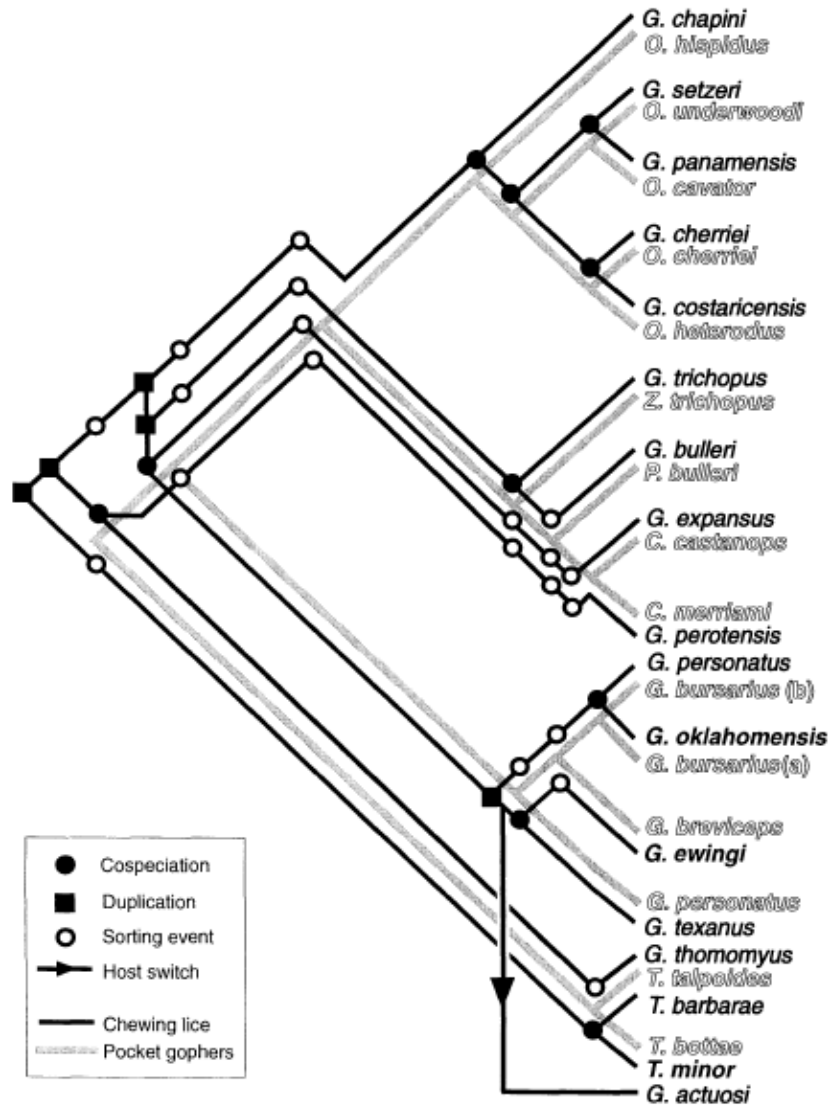 G. chapini
O. hispidus
G. setzeri
O. underwoodi
G. panamensis
O. cavator
G. cherriei
O. cherriei
G. costaricensis
O. heterodus
G. trichopus
Z. trichopus
G. bulleri
P. bulleri
G. expansus
C. castanops
C. merriami
G. perotensis
G. personatus
G. bursarius (b)
G. oklahomensis
G. bursarius(a)
G. breviceps
G. ewingi
G. personatus
G. texanus
G. thomomyus
T. talpoides
T. barbarae
T. bottae
T. minor
G. actuosi
Cospeciation
Duplication
Sorting event
Host switch
Chewing lice
Pocket gophers